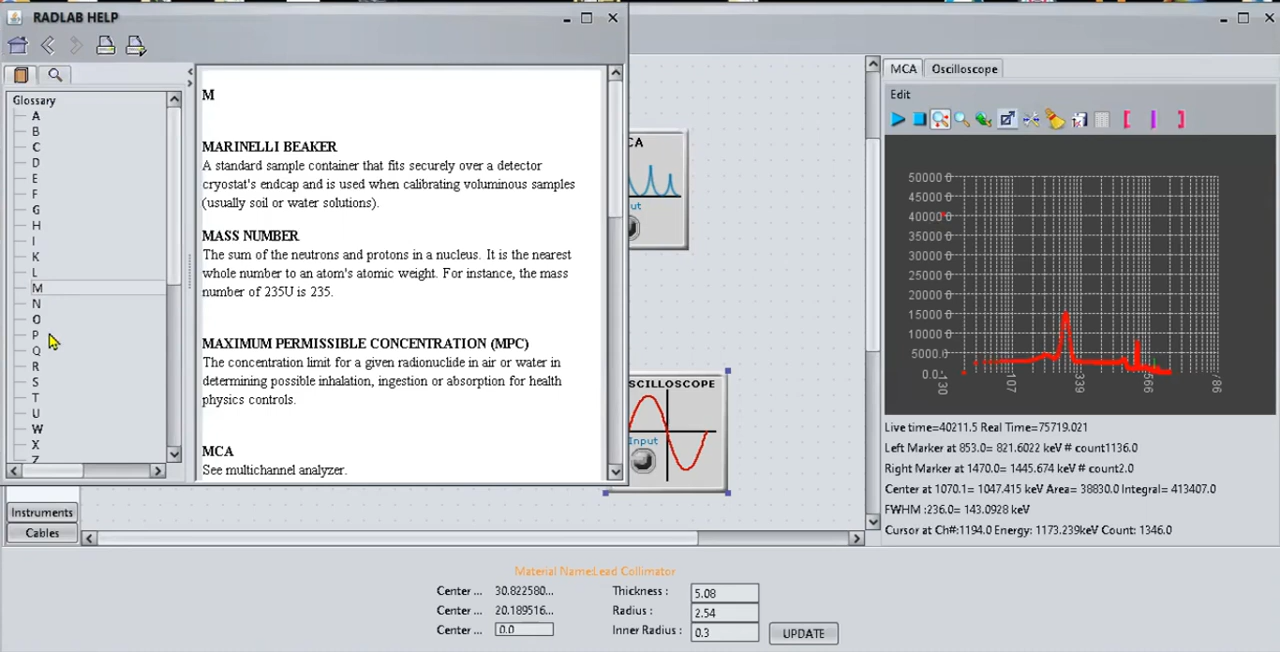 RADLAB HELP
Glossary
A
B
C
D
E
F
G
H
I
K
L
M
N
O
P
Q
R
S
T
U
W
X
Z
M
MARINELLI BEAKER
A standard sample container that fits securely over a detector
cryostat's endcap and is used when calibrating voluminous samples
(usually soil or water solutions).
MASS NUMBER
The sum of the neutrons and protons in a nucleus. It is the nearest
whole number to an atom's atomic weight. For instance, the mass
number of 235U is 235.
MAXIMUM PERMISSIBLE CONCENTRATION (MPC)
The concentration limit for a given radionuclide in air or water in
determining possible inhalation, ingestion or absorption for health
physics controls.
MCA
See multichannel analyzer.
Instruments
Cables
CA
ut
SCILLOSCOPE
Input
MCA Oscilloscope
Edit
50000 0
45000 0
40000 0
35000 0
30000 0
25000 0
20000 0
15000 0
10000 0
5000.0
0.0
-30
107
339
566
786
Live time=40211.5 Real Time=75719.021
Left Marker at 853.0= 821.6022 keV # count1136.0
Right Marker at 1470.0= 1445.674 keV # count2.0
Center at 1070.1= 1047.415 keV Area= 38830.0 Integral= 413407.0
FWHM :236.0= 143.0928 keV
Cursor at Ch#:1194.0 Energy: 1173.239keV Count: 1346.0
Material Name:Lead Collimator
Center ... 30.822580... Thickness : 5.08
Center ... 20.189516... Radius : 2.54
Center ... 0.0 Inner Radius : 0.3 UPDATE